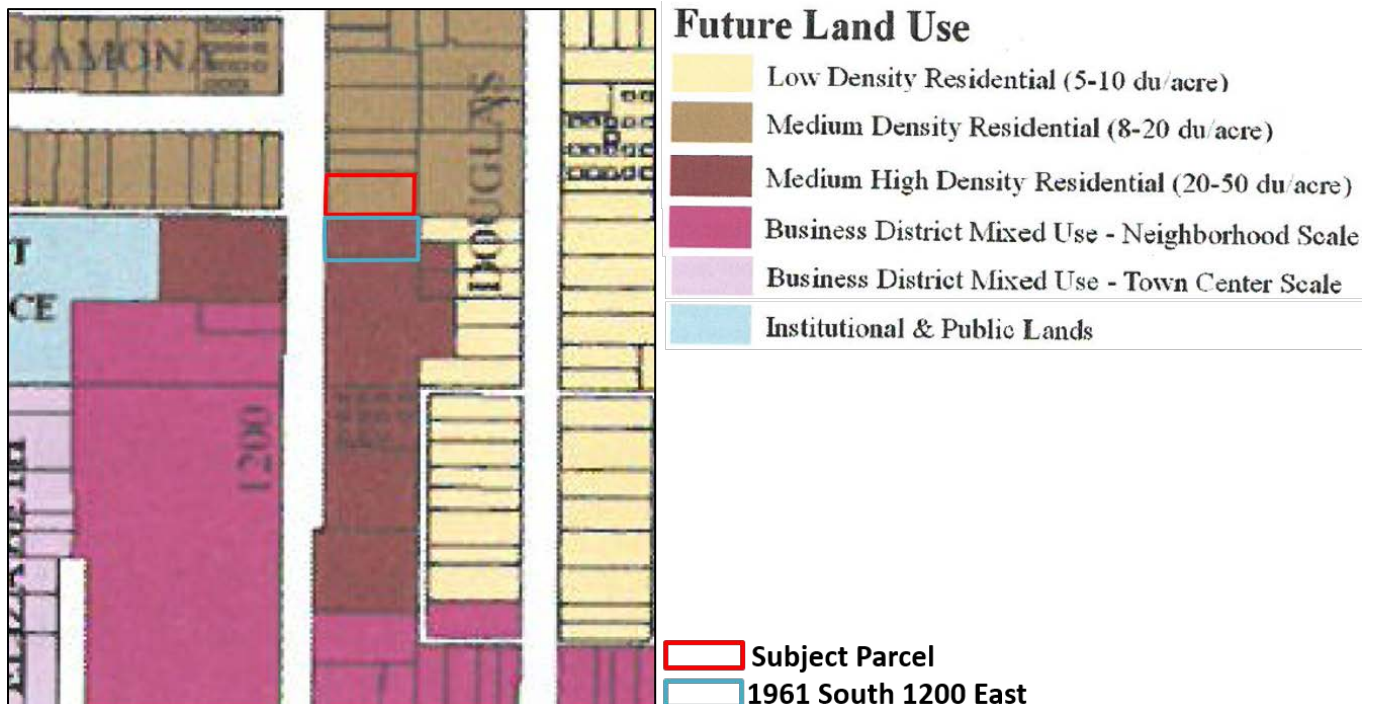 RAMONA
DOUGLAS
T
CE
1200
Future Land Use
Low Density Residential (5-10 du/acre)
Medium Density Residential (8-20 du/acre)
Medium High Density Residential (20-50 du/acre)
Business District Mixed Use - Neighborhood Scale
Business District Mixed Use - Town Center Scale
Institutional & Public Lands
Subject Parcel
1961 South 1200 East